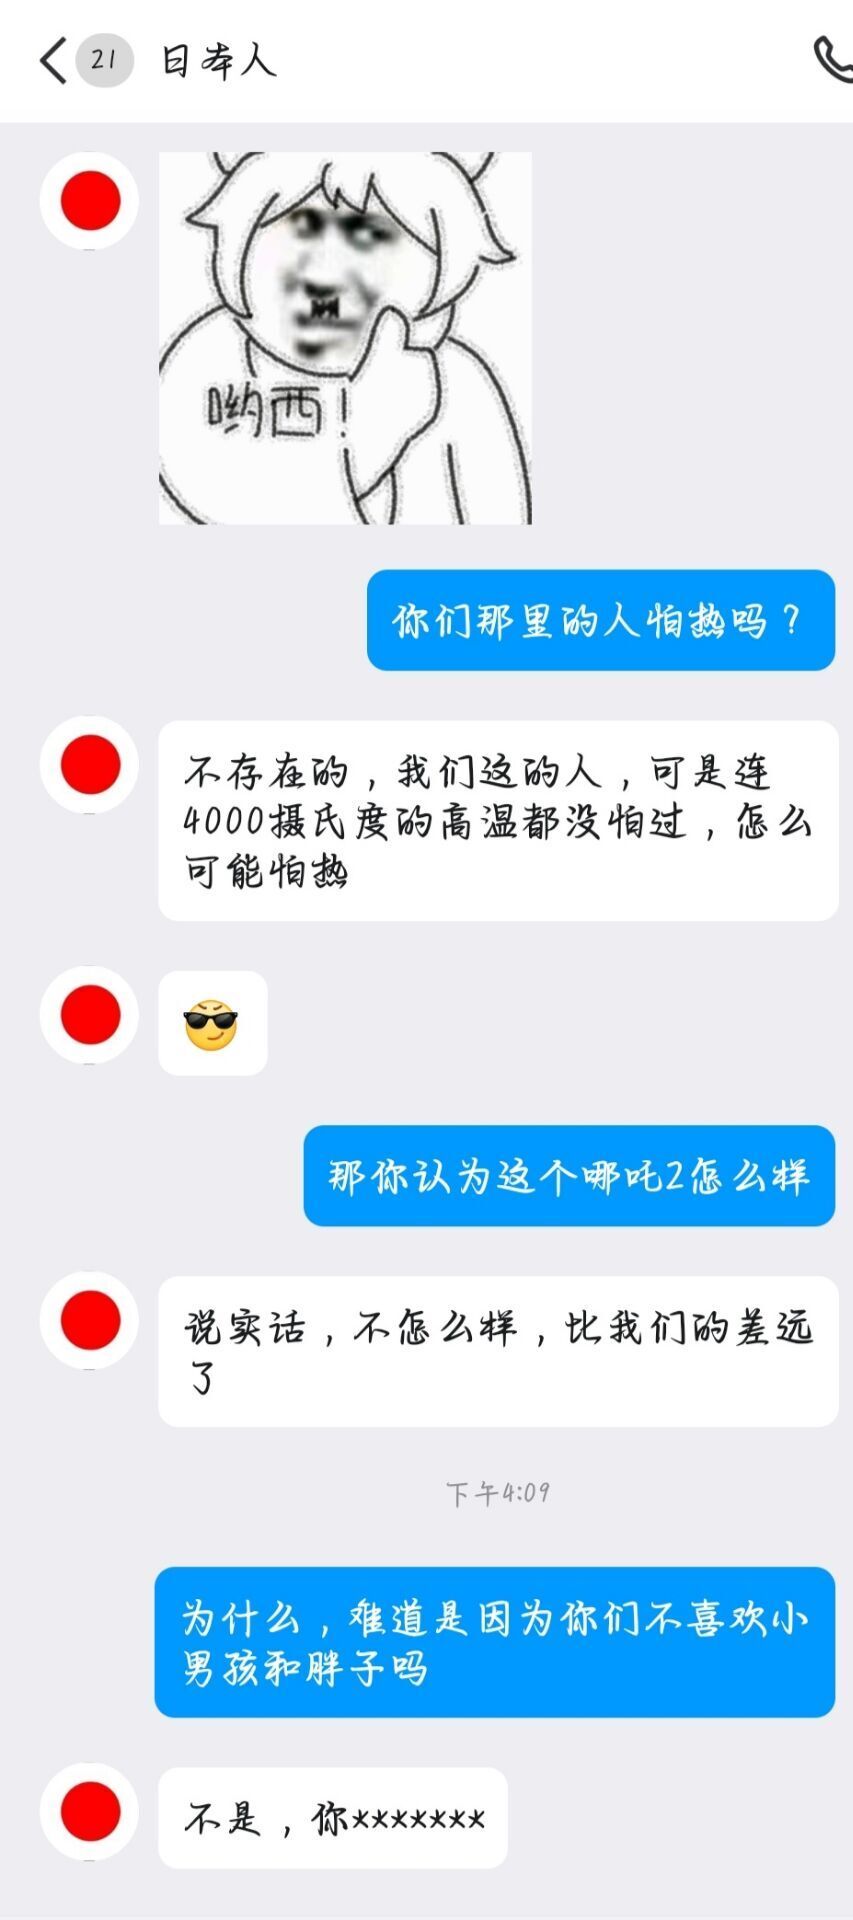 21 日本人
哟西！
你们那里的人怕热吗？
不存在的，我们这的人，可是连
4000摄氏度的高温都没怕过，怎么
可能怕热
那你认为这个哪吒2怎么样
说实话，不怎么样，比我们的差远
了
下午4:09
为什么，难道是因为你们不喜欢小
男孩和胖子吗
不是，你*******